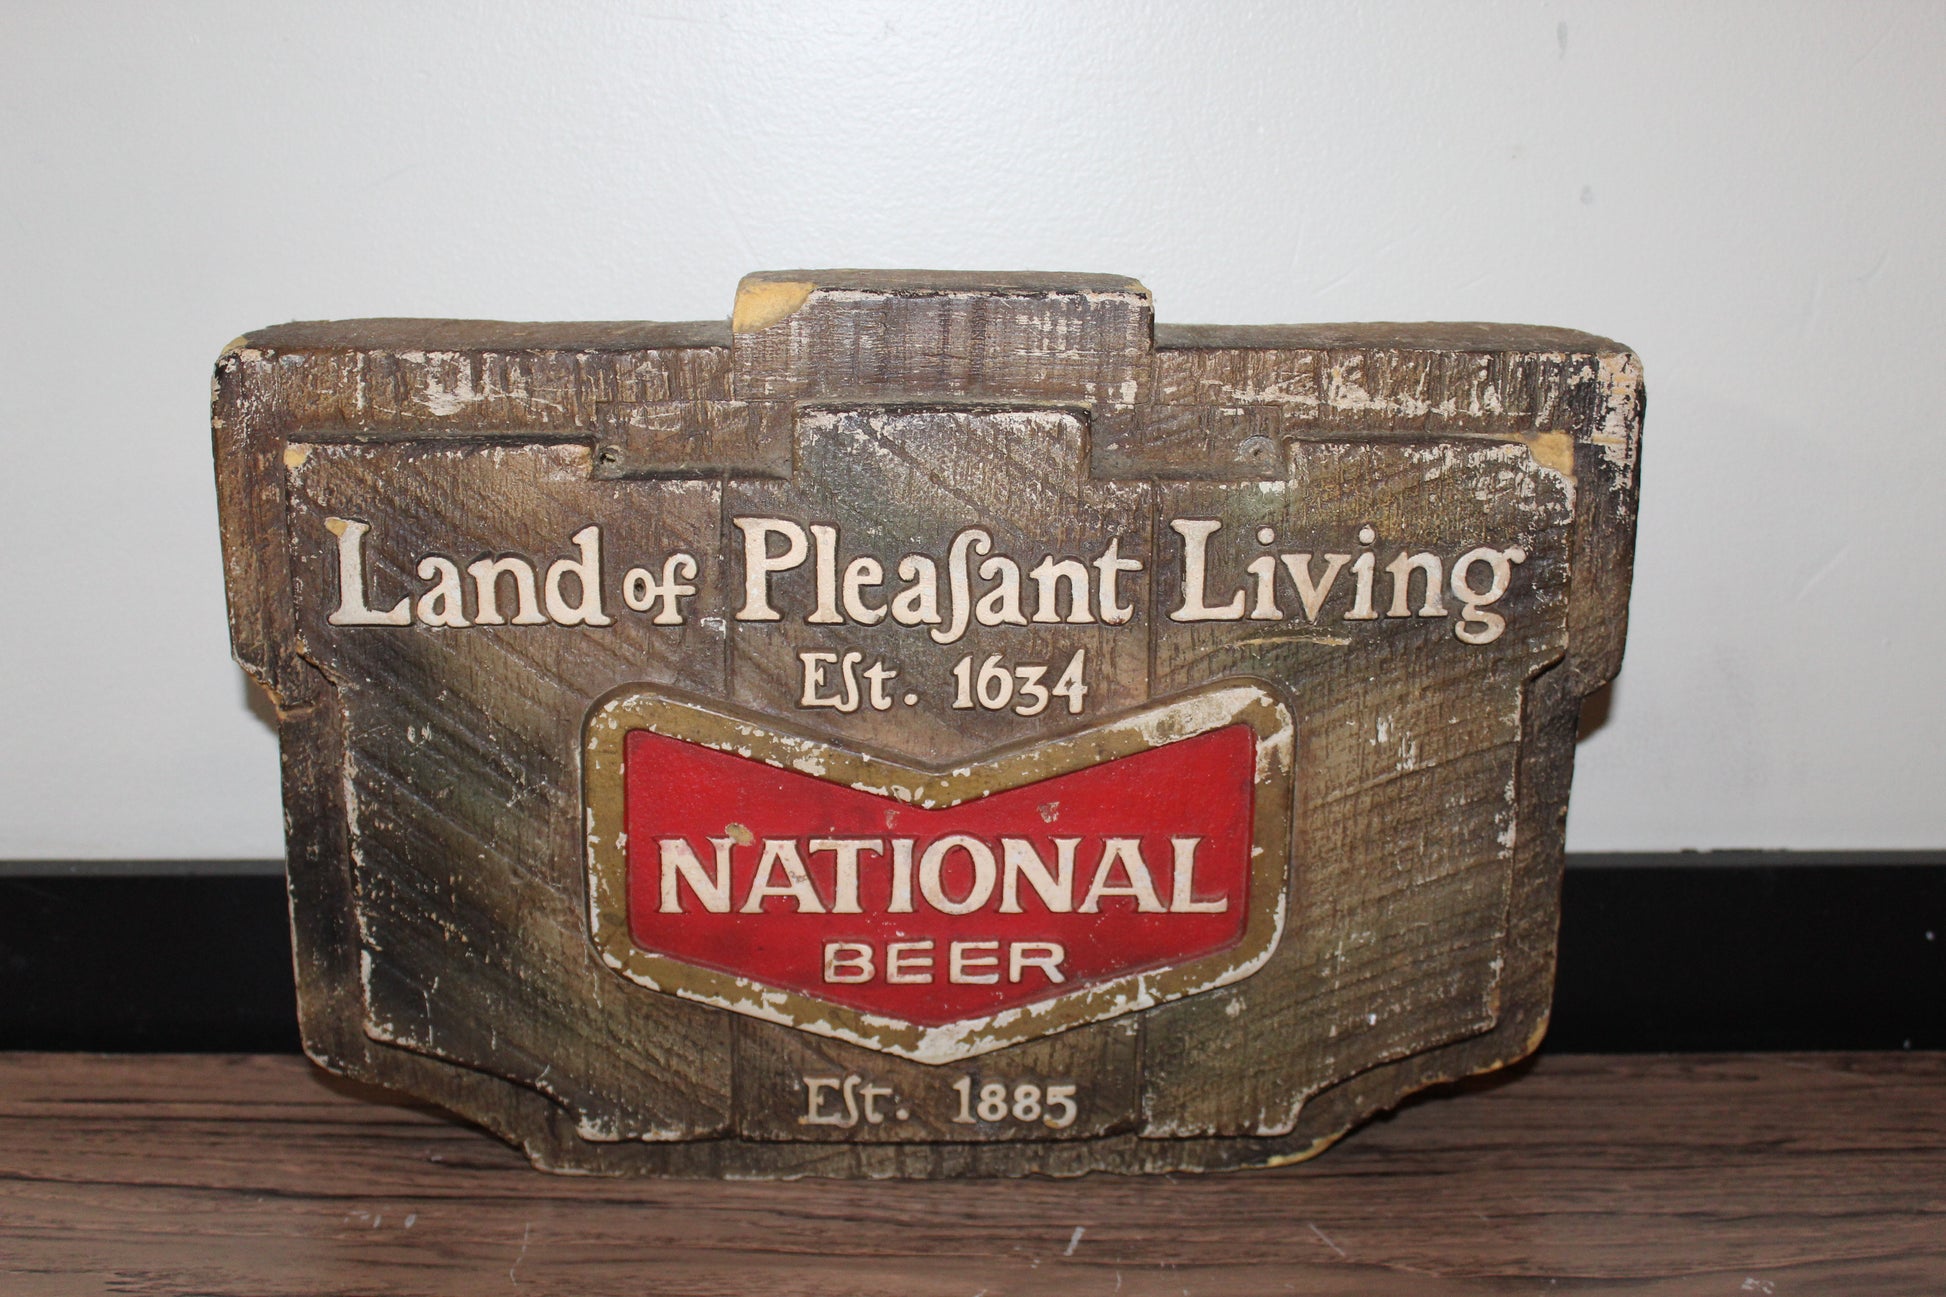 Land of Pleaſant Living
Eſt. 1634
NATIONAL
BEER
Eſt. 1885